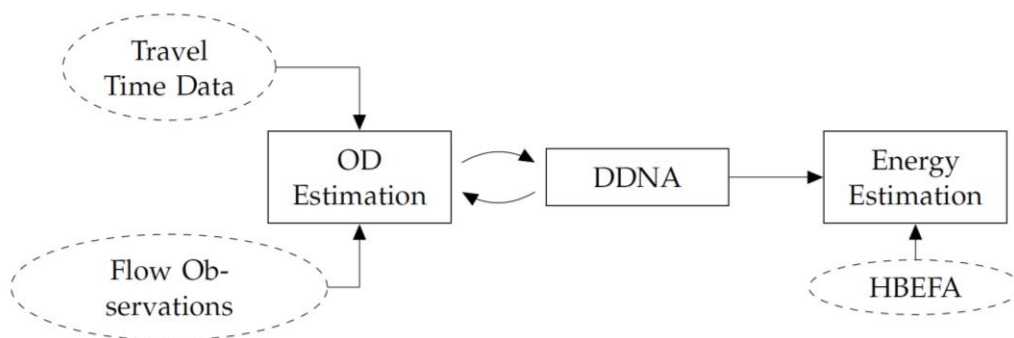 Travel
Time Data
OD
Estimation
DDNA
Energy
Estimation
Flow Ob-
servations
HBEFA